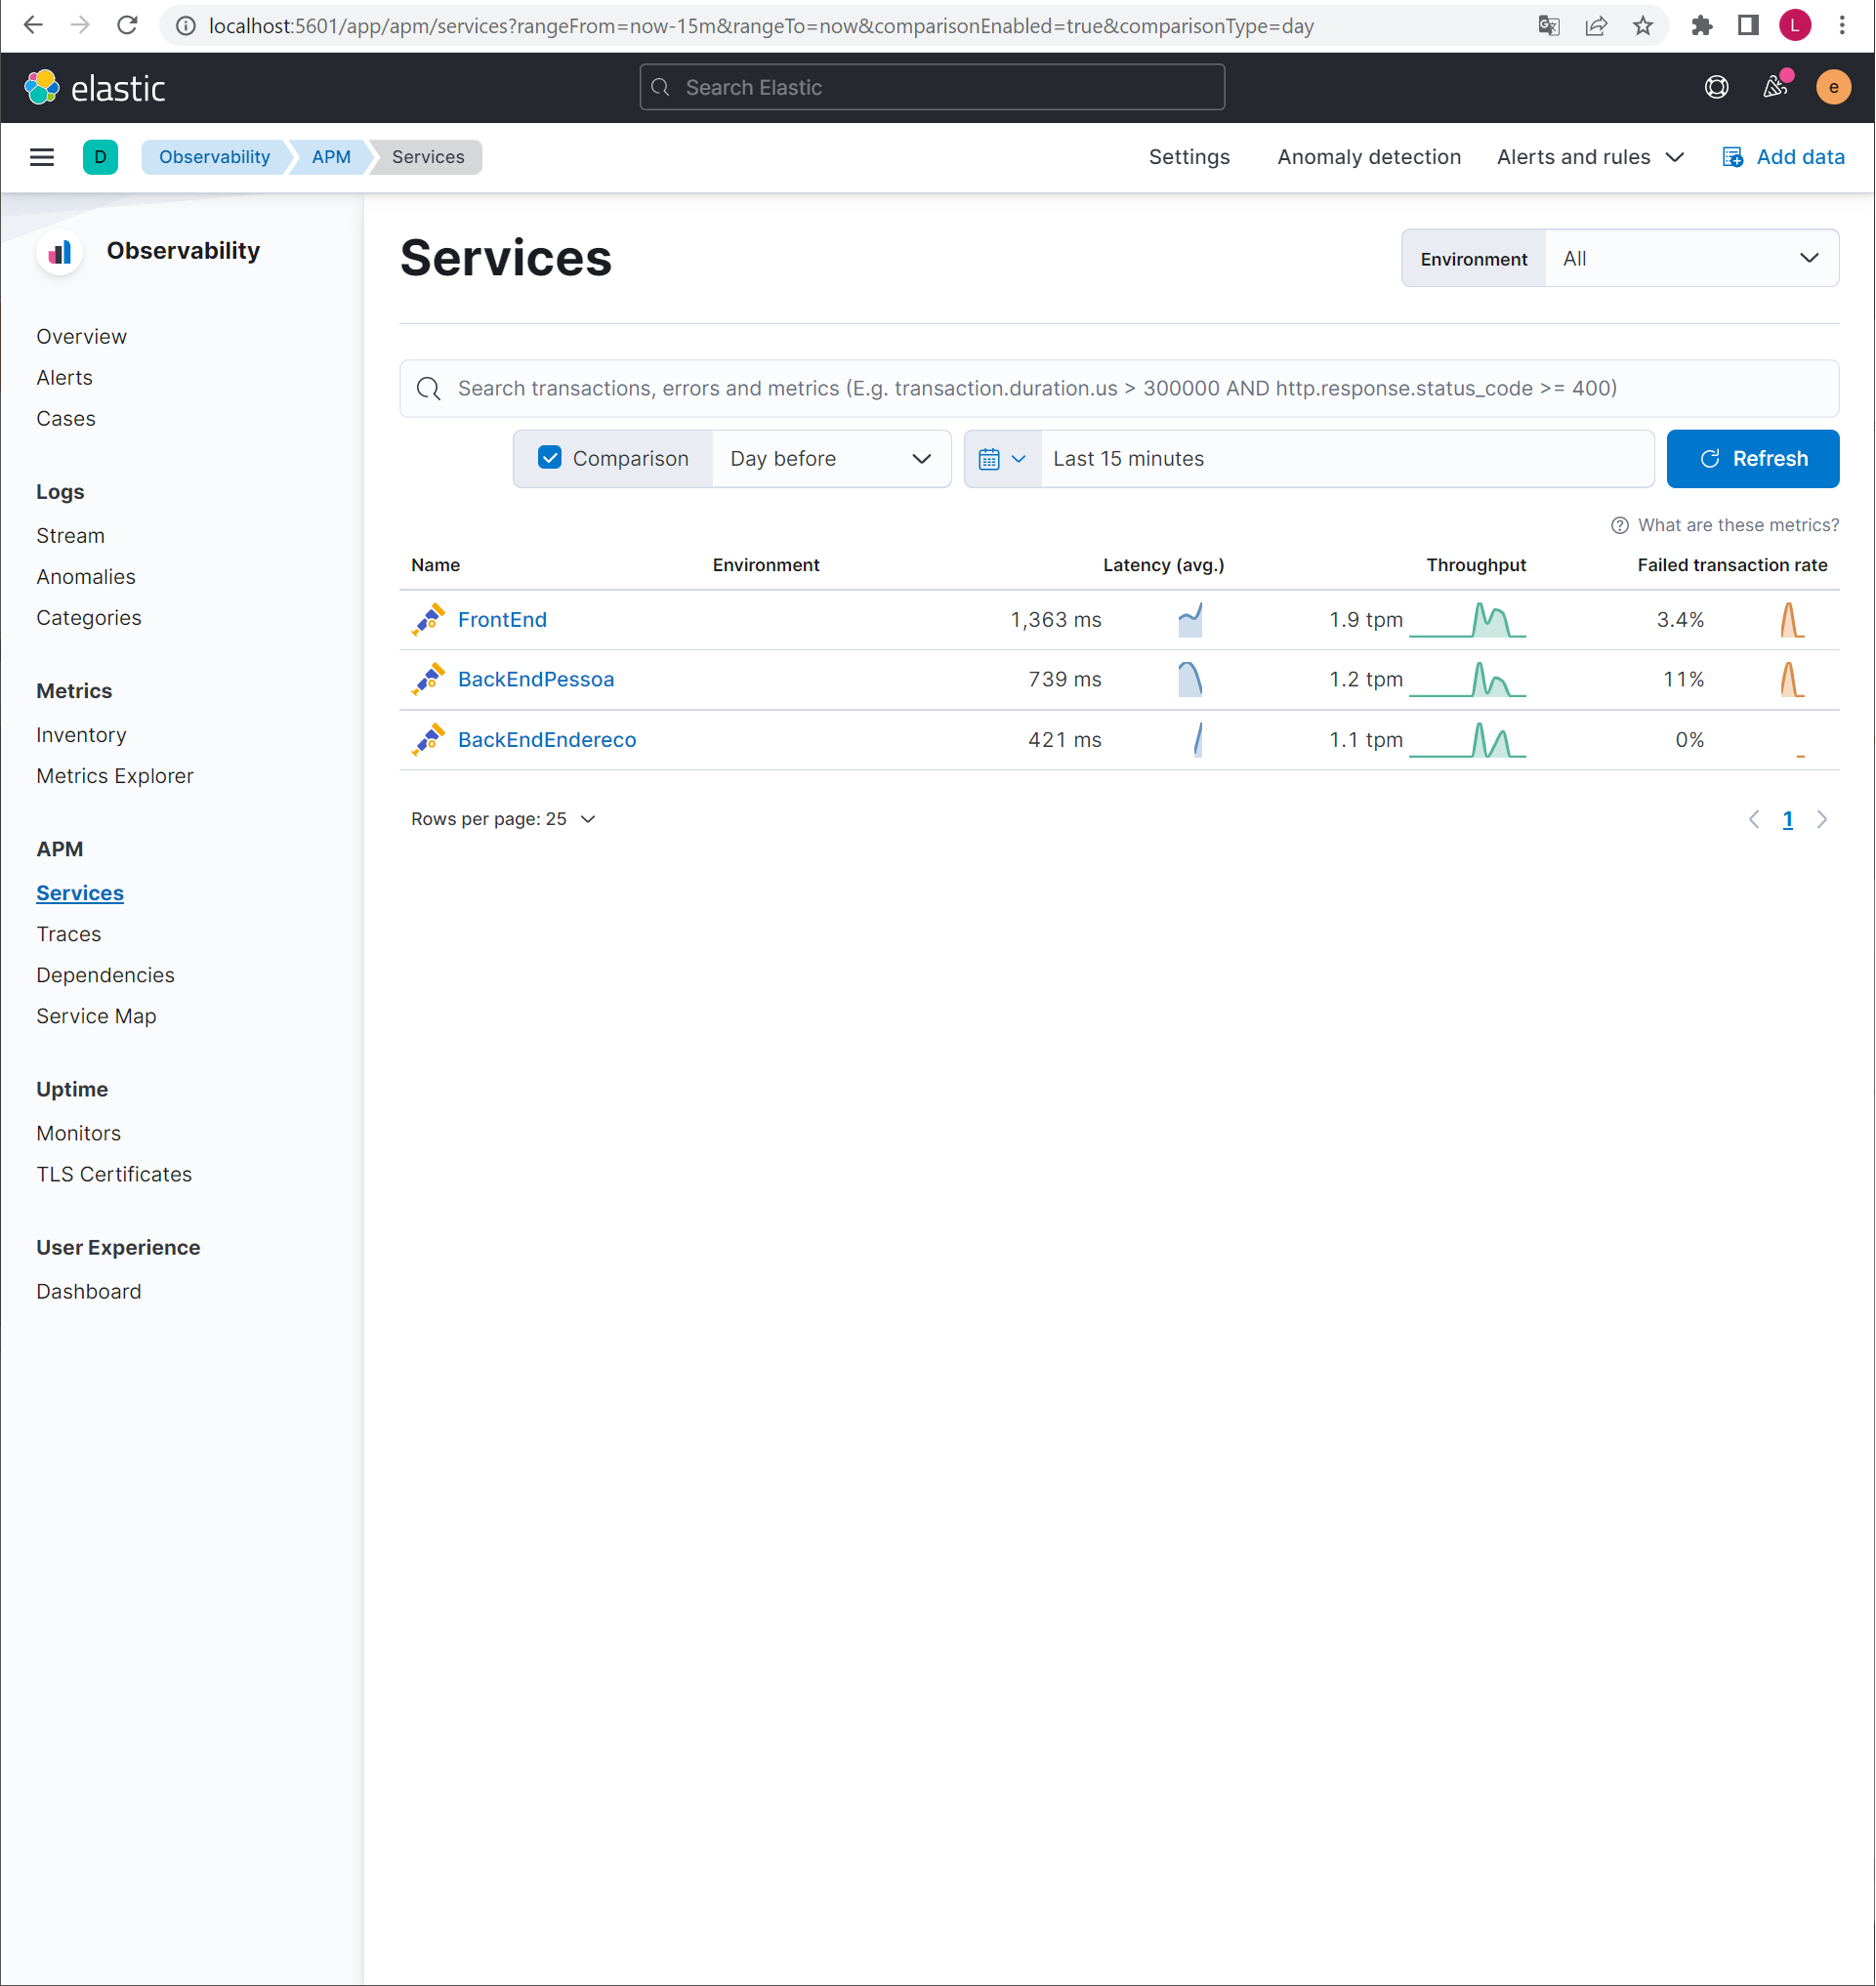 localhost:5601/app/apm/services?rangeFrom=now-15m&rangeTo=now&comparisonEnabled=true&comparisonType=day
L
elastic
Search Elastic
e
D
Observability
APM
Services
Settings
Anomaly detection
Alerts and rules
Add data
Observability
Overview
Alerts
Cases
Logs
Stream
Anomalies
Categories
Metrics
Inventory
Metrics Explorer
APM
Services
Traces
Dependencies
Service Map
Uptime
Monitors
TLS Certificates
User Experience
Dashboard
Services
Environment All
Search transactions, errors and metrics (E.g. transaction.duration.us > 300000 AND http.response.status_code >= 400)
Comparison Day before Last 15 minutes Refresh
What are these metrics?
Name Environment Latency (avg.) Throughput Failed transaction rate
FrontEnd 1,363 ms 1.9 tpm 3.4%
BackEndPessoa 739 ms 1.2 tpm 11%
BackEndEndereco 421 ms 1.1 tpm 0%
Rows per page: 25 1